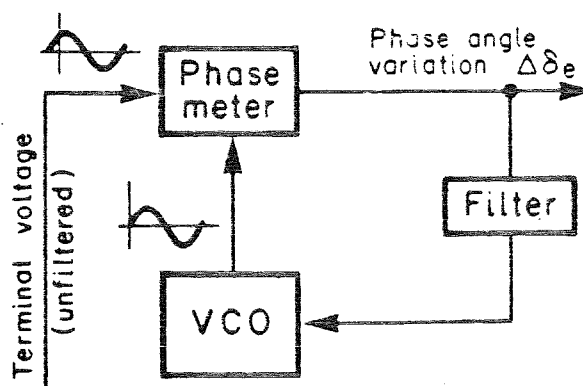 Phase angle
variation Δδe
Phase
meter
Terminal voltage
(unfiltered)
Filter
VCO